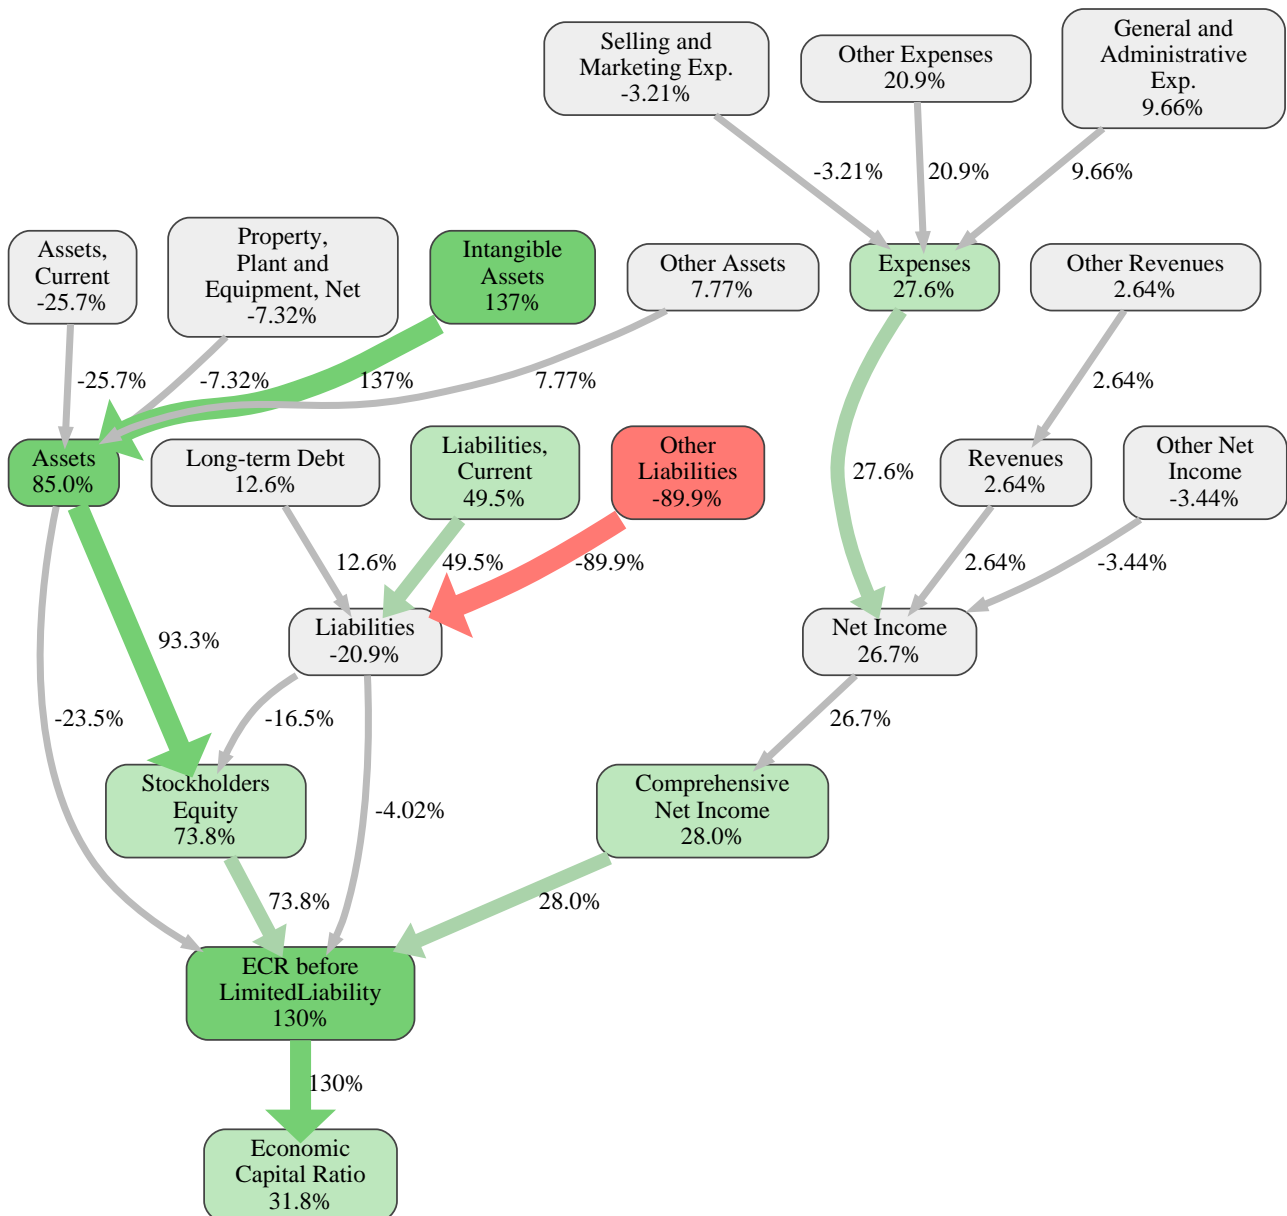 Selling and
Marketing Exp.
-3.21%
Other Expenses
20.9%
General and
Administrative
Exp.
9.66%
-3.21%
20.9%
9.66%
Assets,
Current
-25.7%
Property,
Plant and
Equipment, Net
-7.32%
Intangible
Assets
137%
Other Assets
7.77%
Expenses
27.6%
Other Revenues
2.64%
-25.7%
-7.32%
137%
7.77%
2.64%
Assets
85.0%
Long-term Debt
12.6%
Liabilities,
Current
49.5%
Other
Liabilities
-89.9%
27.6%
Revenues
2.64%
Other Net
Income
-3.44%
12.6%
49.5%
-89.9%
2.64%
-3.44%
93.3%
Liabilities
-20.9%
Net Income
26.7%
-23.5%
-16.5%
26.7%
Stockholders
Equity
73.8%
-4.02%
Comprehensive
Net Income
28.0%
73.8%
28.0%
ECR before
LimitedLiability
130%
130%
Economic
Capital Ratio
31.8%